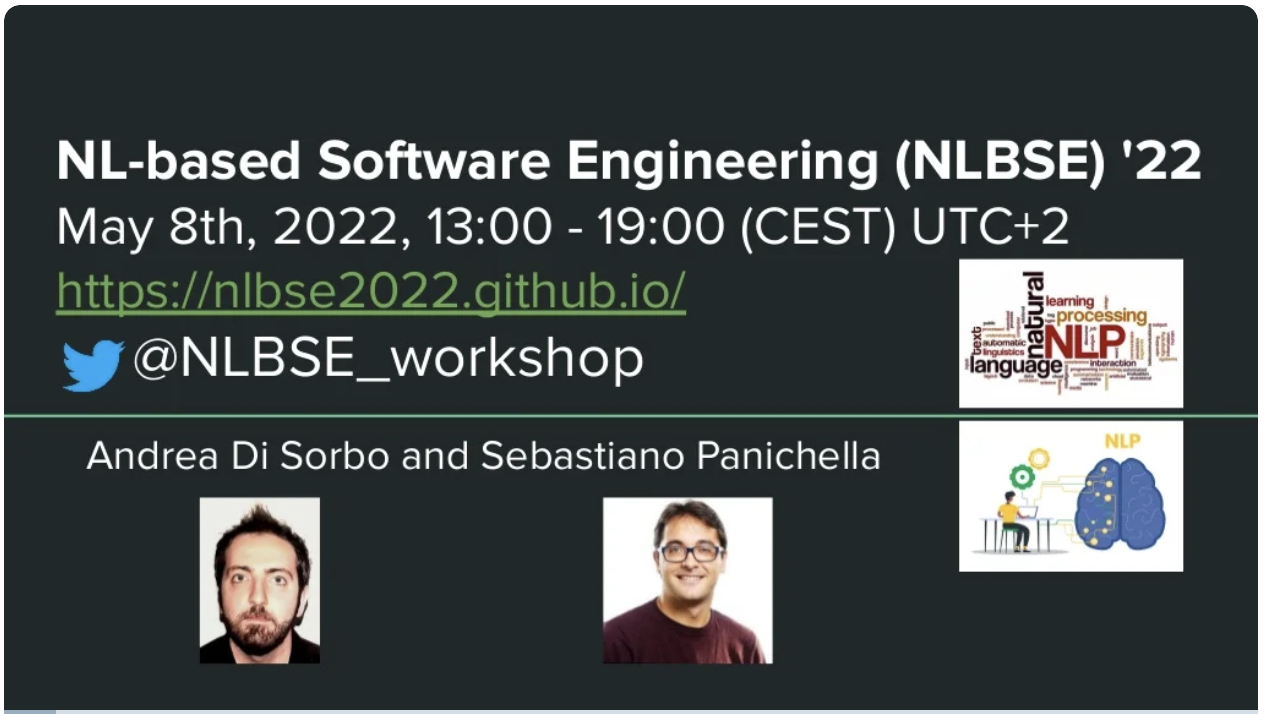 NL-based Software Engineering (NLBSE) '22
May 8th, 2022, 13:00 - 19:00 (CEST) UTC+2
https://nlbse2022.github.io/
@NLBSE_workshop
natural
learning
processing
text
automatic
linguistics
NLP
language
interaction
Andrea Di Sorbo and Sebastiano Panichella
NLP